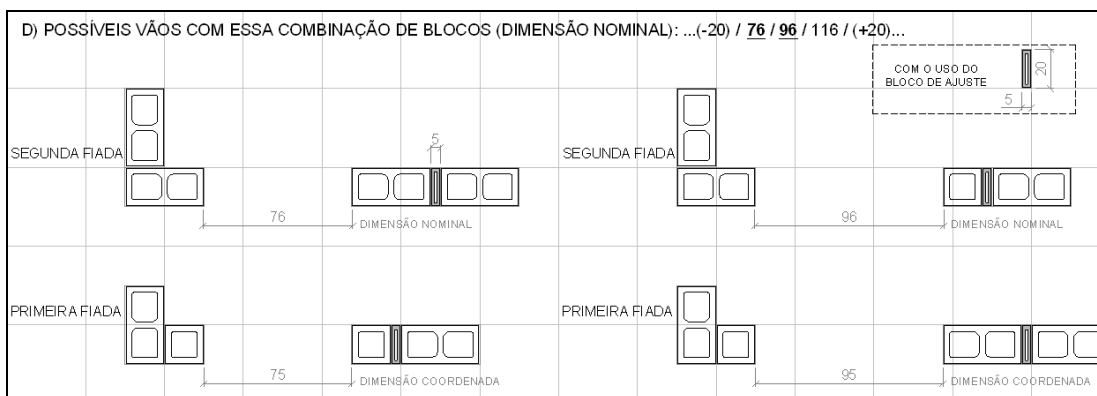 D) POSSÍVEIS VÃOS COM ESSA COMBINAÇÃO DE BLOCOS (DIMENSÃO NOMINAL): ...(-20) / 76 / 96 / 116 / (+20)...
COM O USO DO
BLOCO DE AJUSTE
20
5
SEGUNDA FIADA
5
76
DIMENSÃO NOMINAL
SEGUNDA FIADA
96
DIMENSÃO NOMINAL
PRIMEIRA FIADA
75
DIMENSÃO COORDENADA
PRIMEIRA FIADA
95
DIMENSÃO COORDENADA